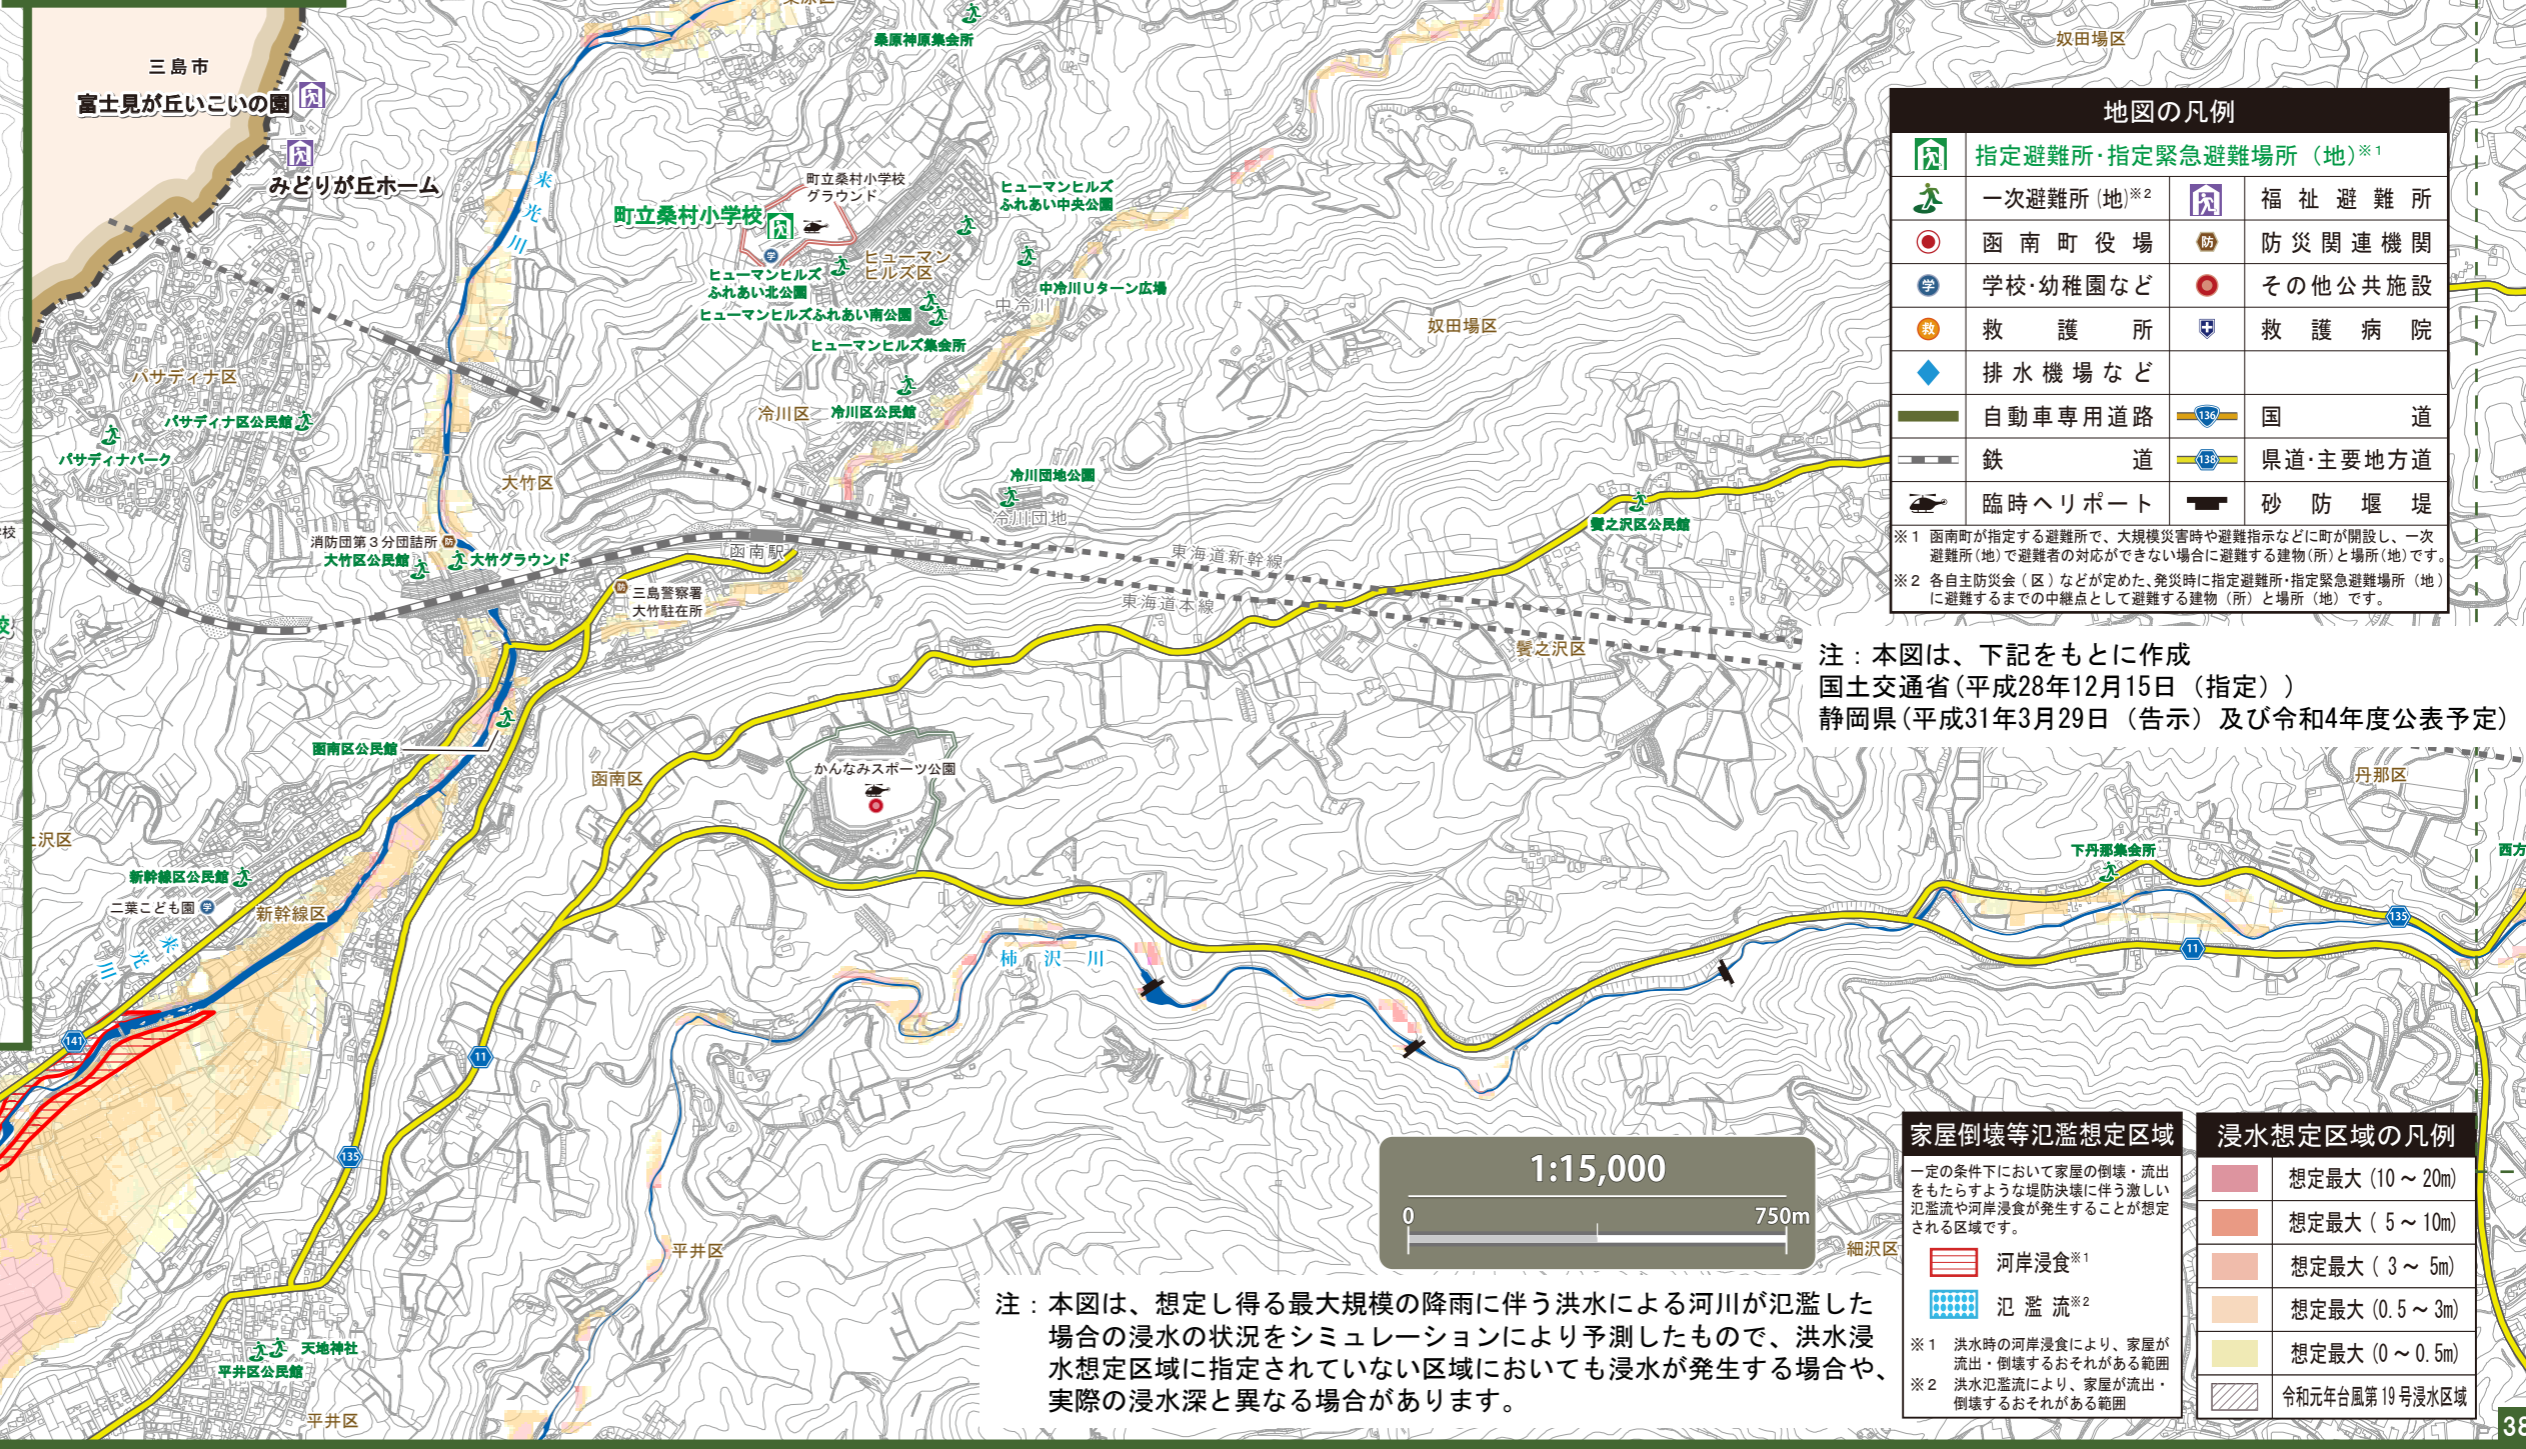 桑原区
桑原神原集会所
奴田場区
三島市
富士見が丘いこいの園
みどりが丘ホーム
来光川
町立桑村小学校
グラウンド
町立桑村小学校
学
ヒューマンヒルズ
ふれあい中央公園
ヒューマン
ヒルズ区
ヒューマンヒルズ
ふれあい北公園
中冷川Uターン広場
中冷川
ヒューマンヒルズふれあい南公園
ヒューマンヒルズ集会所
奴田場区
パサディナ区
パサディナ区公民館
パサディナパーク
冷川区
冷川区公民館
大竹区
冷川団地公園
冷川団地
鬢之沢区公民館
校
消防団第3分団詰所
防
大竹区公民館
大竹グラウンド
函南駅
東海道新幹線
東海道本線
防
三島警察署
大竹駐在所
校
鬢之沢区
函南区公民館
函南区
かんなみスポーツ公園
丹那区
上沢区
新幹線区公民館
二葉こども園
学
新幹線区
来光川
下丹那集会所
西方
135
11
柿沢川
141
11
135
平井区
細沢区
天地神社
平井区公民館
平井区
地図の凡例
指定避難所・指定緊急避難場所(地)※1
一次避難所(地)※2
福祉避難所
函南町役場
防
防災関連機関
学
学校・幼稚園など
その他公共施設
救
救護所
救護病院
排水機場など
自動車専用道路
136
国道
鉄道
138
県道・主要地方道
臨時ヘリポート
砂防堰堤
※1 函南町が指定する避難所で、大規模災害時や避難指示などに町が開設し、一次
避難所(地)で避難者の対応ができない場合に避難する建物(所)と場所(地)です。
※2 各自主防災会(区)などが定めた、発災時に指定避難所・指定緊急避難場所(地)
に避難するまでの中継点として避難する建物(所)と場所(地)です。
注:本図は、下記をもとに作成
国土交通省(平成28年12月15日(指定))
静岡県(平成31年3月29日(告示)及び令和4年度公表予定)
1:15,000
0
750m
注:本図は、想定し得る最大規模の降雨に伴う洪水による河川が氾濫した
場合の浸水の状況をシミュレーションにより予測したもので、洪水浸
水想定区域に指定されていない区域においても浸水が発生する場合や、
実際の浸水深と異なる場合があります。
家屋倒壊等氾濫想定区域
一定の条件下において家屋の倒壊・流出
をもたらすような堤防決壊に伴う激しい
氾濫流や河岸浸食が発生することが想定
される区域です。
河岸浸食※1
氾濫流※2
※1 洪水時の河岸浸食により、家屋が
流出・倒壊するおそれがある範囲
※2 洪水氾濫流により、家屋が流出・
倒壊するおそれがある範囲
浸水想定区域の凡例
想定最大(10~20m)
想定最大(5~10m)
想定最大(3~5m)
想定最大(0.5~3m)
想定最大(0~0.5m)
令和元年台風第19号浸水区域
38